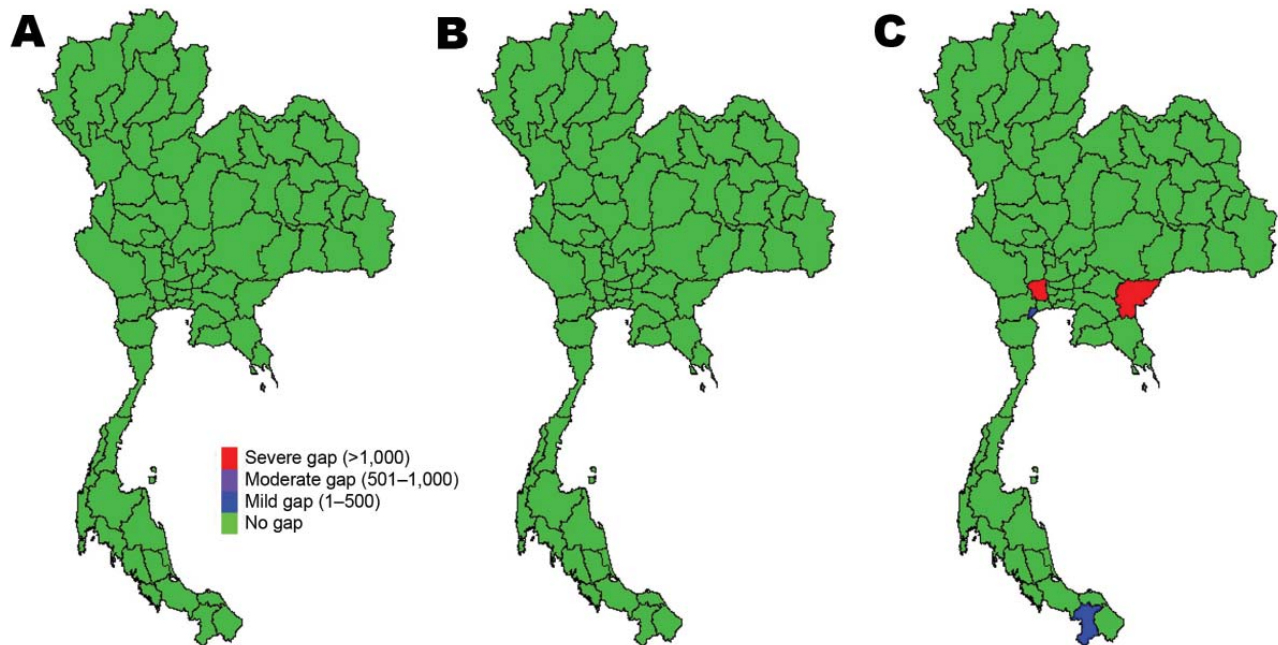 A
B
C
Severe gap (>1,000)
Moderate gap (501–1,000)
Mild gap (1–500)
No gap